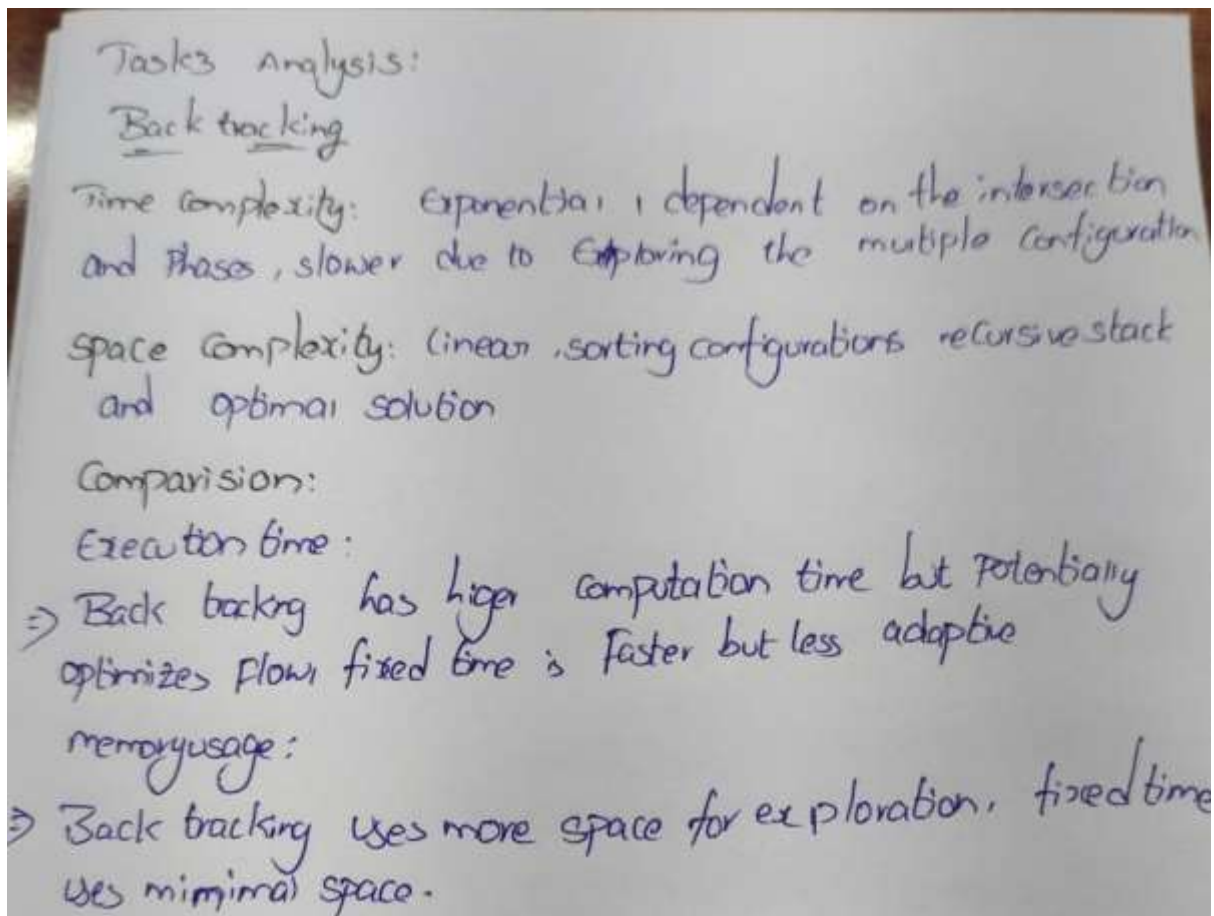 Task3 Analysis:
Back tracking
Time complexity: Exponential, dependent on the intersection
and Phases, slower due to Exploring the multiple configuration
space complexity: linear, sorting configurations recursive stack
and optimal solution
Comparision:
Execution time:
⇒ Back tracking has higer computation time but Potentially
optimizes Flow, fixed time is Faster but less adaptive
memoryusage:
⇒ Back tracking uses more space for exploration, fixed time
uses mimimal space.